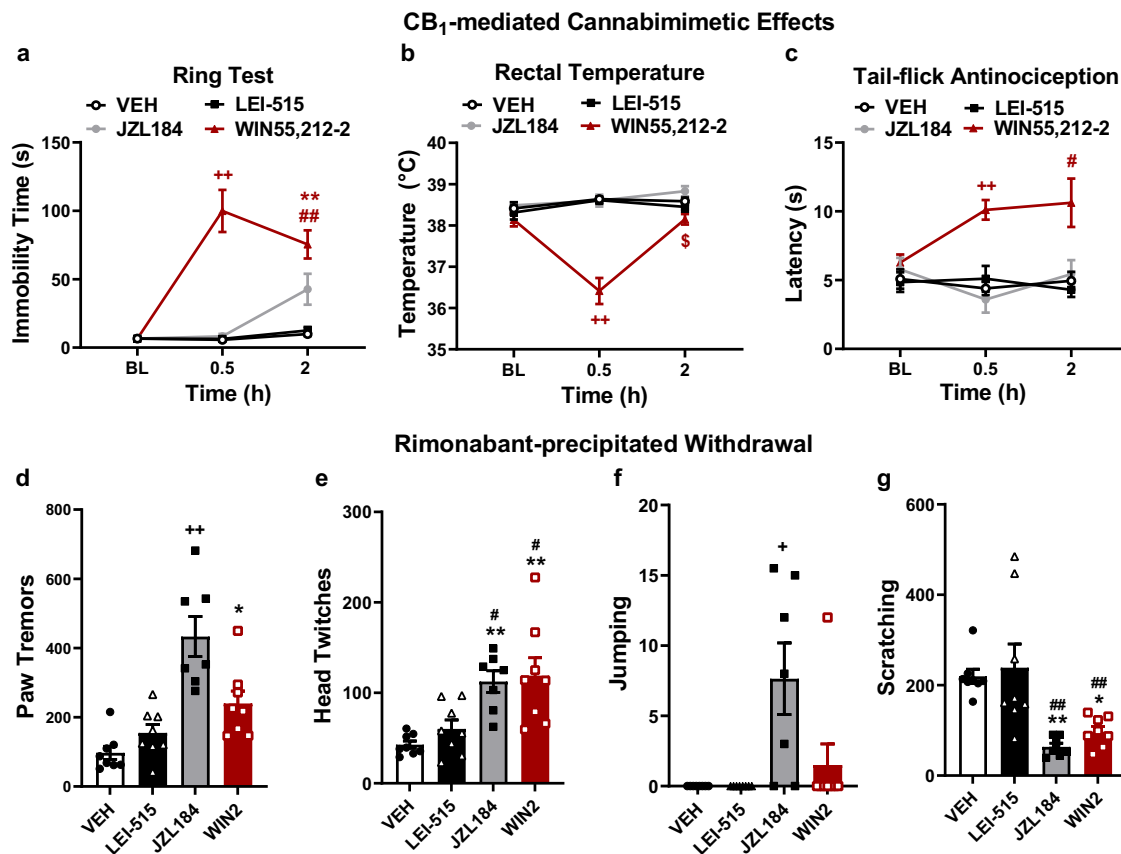 CB₁-mediated Cannabimimetic Effects
a
Ring Test
VEH
LEI-515
JZL184
WIN55,212-2
Immobility Time (s)
150
100
50
0
++
**
##
BL
0.5
2
Time (h)
b
Rectal Temperature
VEH
LEI-515
JZL184
WIN55,212-2
Temperature (°C)
40
39
38
37
36
35
++
$
BL
0.5
2
Time (h)
c
Tail-flick Antinociception
VEH
LEI-515
JZL184
WIN55,212-2
Latency (s)
15
10
5
0
++
#
BL
0.5
2
Time (h)
Rimonabant-precipitated Withdrawal
d
Paw Tremors
800
600
400
200
0
++
*
VEH
LEI-515
JZL184
WIN2
e
Head Twitches
300
200
100
0
#
**
#
**
VEH
LEI-515
JZL184
WIN2
f
Jumping
20
15
10
5
0
+
VEH
LEI-515
JZL184
WIN2
g
Scratching
600
400
200
0
##
**
##
*
VEH
LEI-515
JZL184
WIN2